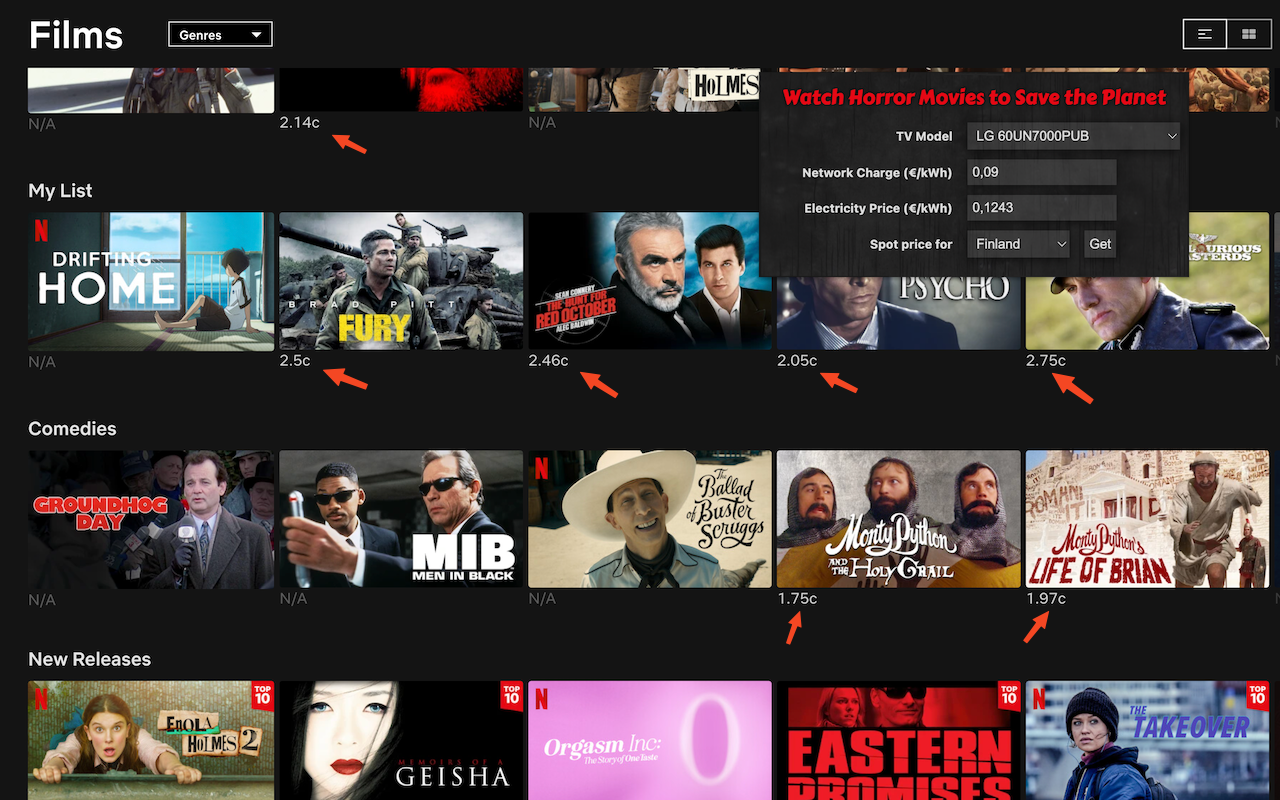 Films
Genres
HOLMES
N/A
2.14c
N/A
Watch Horror Movies to Save the Planet
TV Model LG 60UN7000PUB
Network Charge (€/kWh) 0,09
Electricity Price (€/kWh) 0,1243
Spot price for Finland Get
My List
N
DRIFTING
HOME
BRAD PITT
FURY
SEAN CONNERY
THE HUNT FOR
RED OCTOBER
ALEC BALDWIN
PSYCHO
N/A
2.5c
2.46c
2.05c
2.75c
Comedies
GROUNDHOG
DAY
MIB
MEN IN BLACK
N
The
Ballad
of Buster
Scruggs
Monty Python
AND THE HOLY GRAIL
Monty Python's
LIFE OF BRIAN
N/A
N/A
N/A
1.75c
1.97c
New Releases
N
TOP
10
ENOLA
HOLMES 2
TOP
10
MEMOIRS OF A
GEISHA
N
Orgasm Inc:
The Story of One Taste
TOP
10
EASTERN
PROMISES
N
TOP
10
THE
TAKEOVER